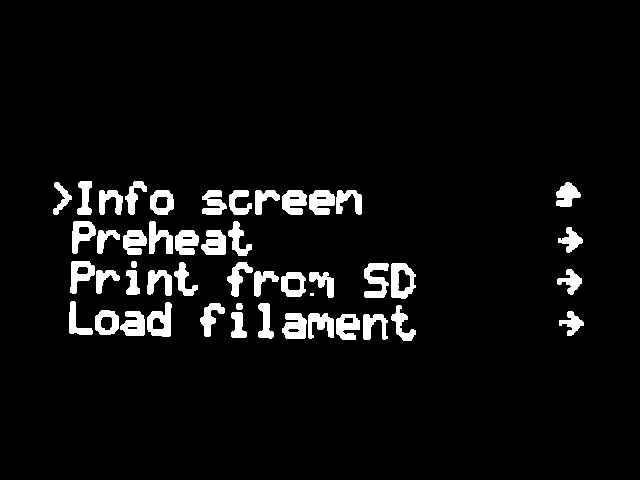 >Info screen
Preheat →
Print from SD →
Load filament →